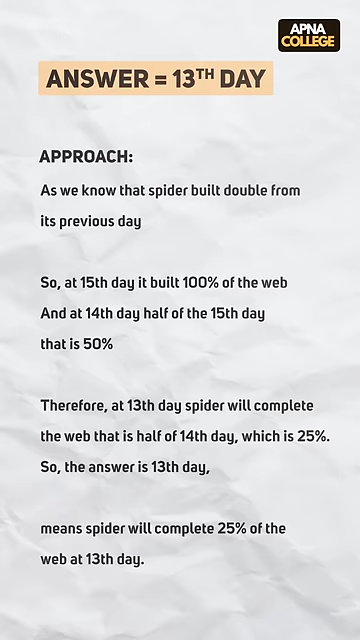 APNA
COLLEGE
ANSWER = 13TH DAY
APPROACH:
As we know that spider built double from
its previous day
So, at 15th day it built 100% of the web
And at 14th day half of the 15th day
that is 50%
Therefore, at 13th day spider will complete
the web that is half of 14th day, which is 25%.
So, the answer is 13th day,
means spider will complete 25% of the
web at 13th day.